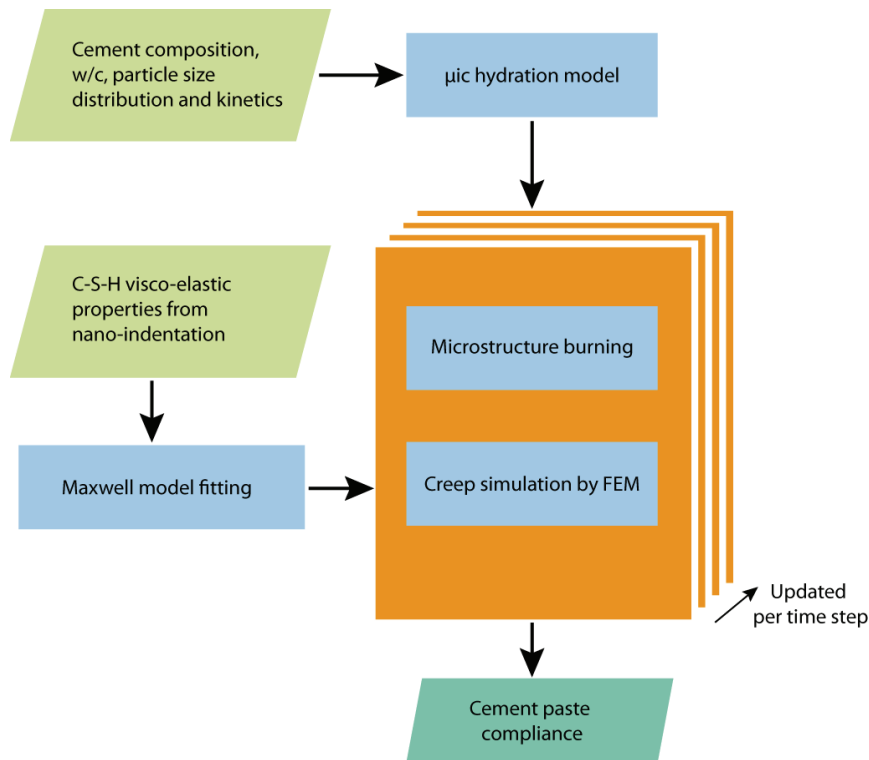 Cement composition,
w/c, particle size
distribution and kinetics
µic hydration model
C-S-H visco-elastic
properties from
nano-indentation
Microstructure burning
Maxwell model fitting
Creep simulation by FEM
Updated
per time step
Cement paste
compliance